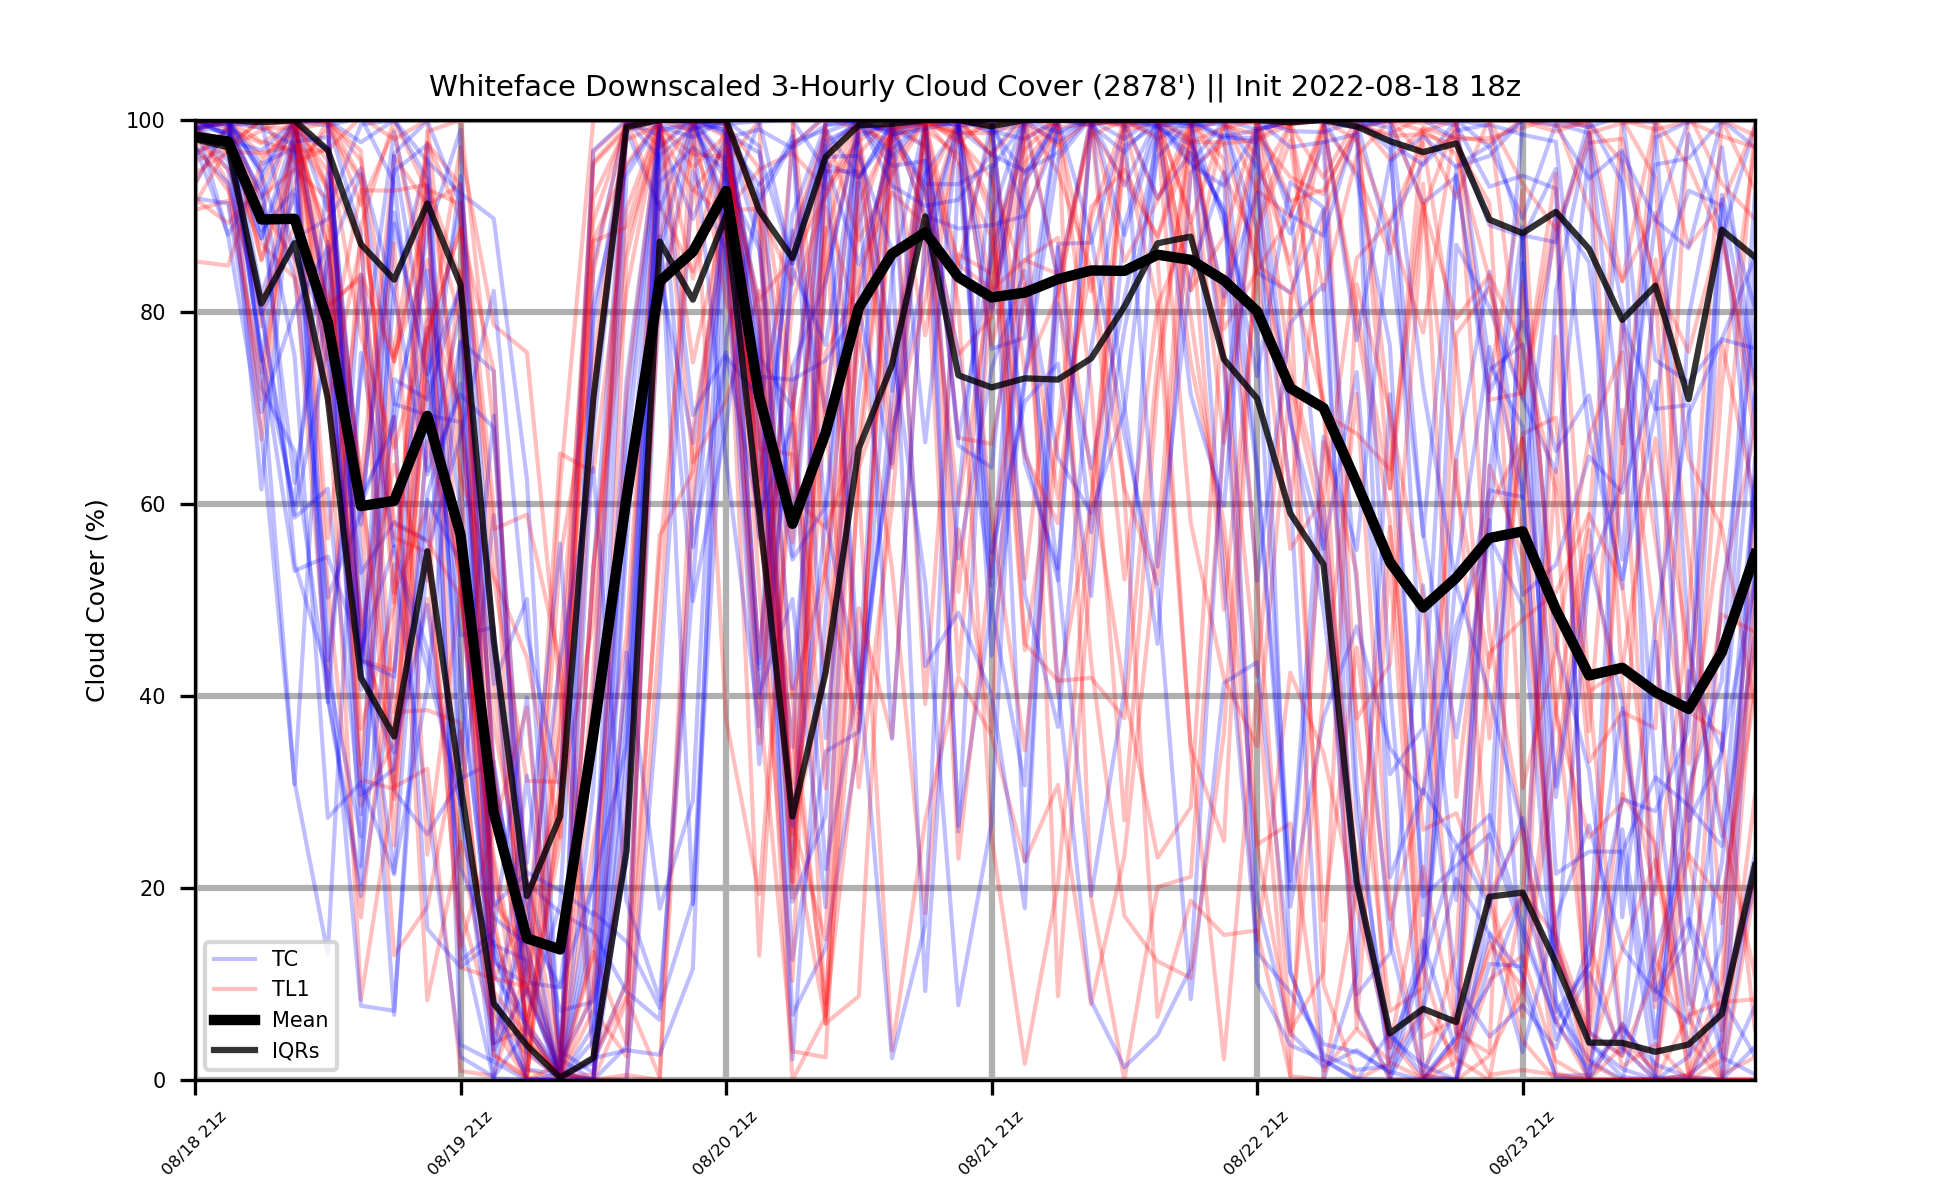 Whiteface Downscaled 3-Hourly Cloud Cover (2878') || Init 2022-08-18 18z
Cloud Cover (%)
100
80
60
40
20
0
TC
TL1
Mean
IQRs
08/18 21z
08/19 21z
08/20 21z
08/21 21z
08/22 21z
08/23 21z